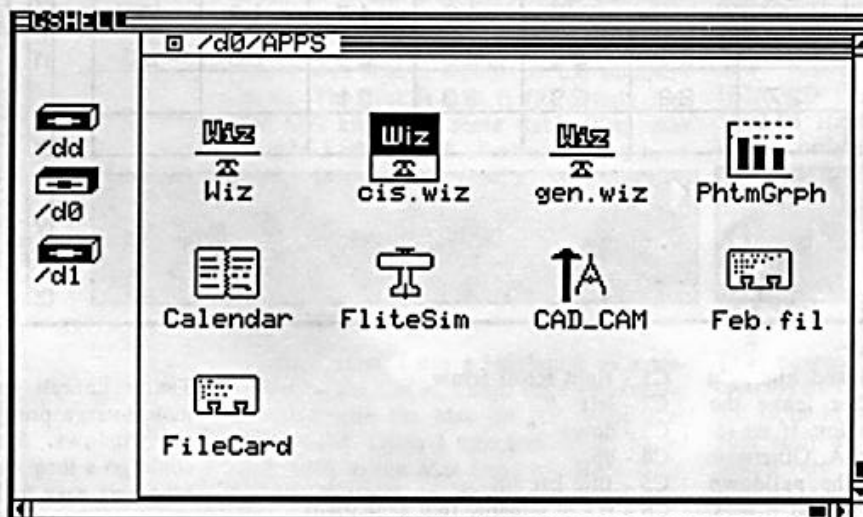 GSHELL
/d0/APPS
/dd
/d0
/d1
Wiz
Wiz
Wiz
Wiz
cis.wiz
gen.wiz
PhtmGrph
Calendar
FliteSim
CAD_CAM
Feb.fil
FileCard